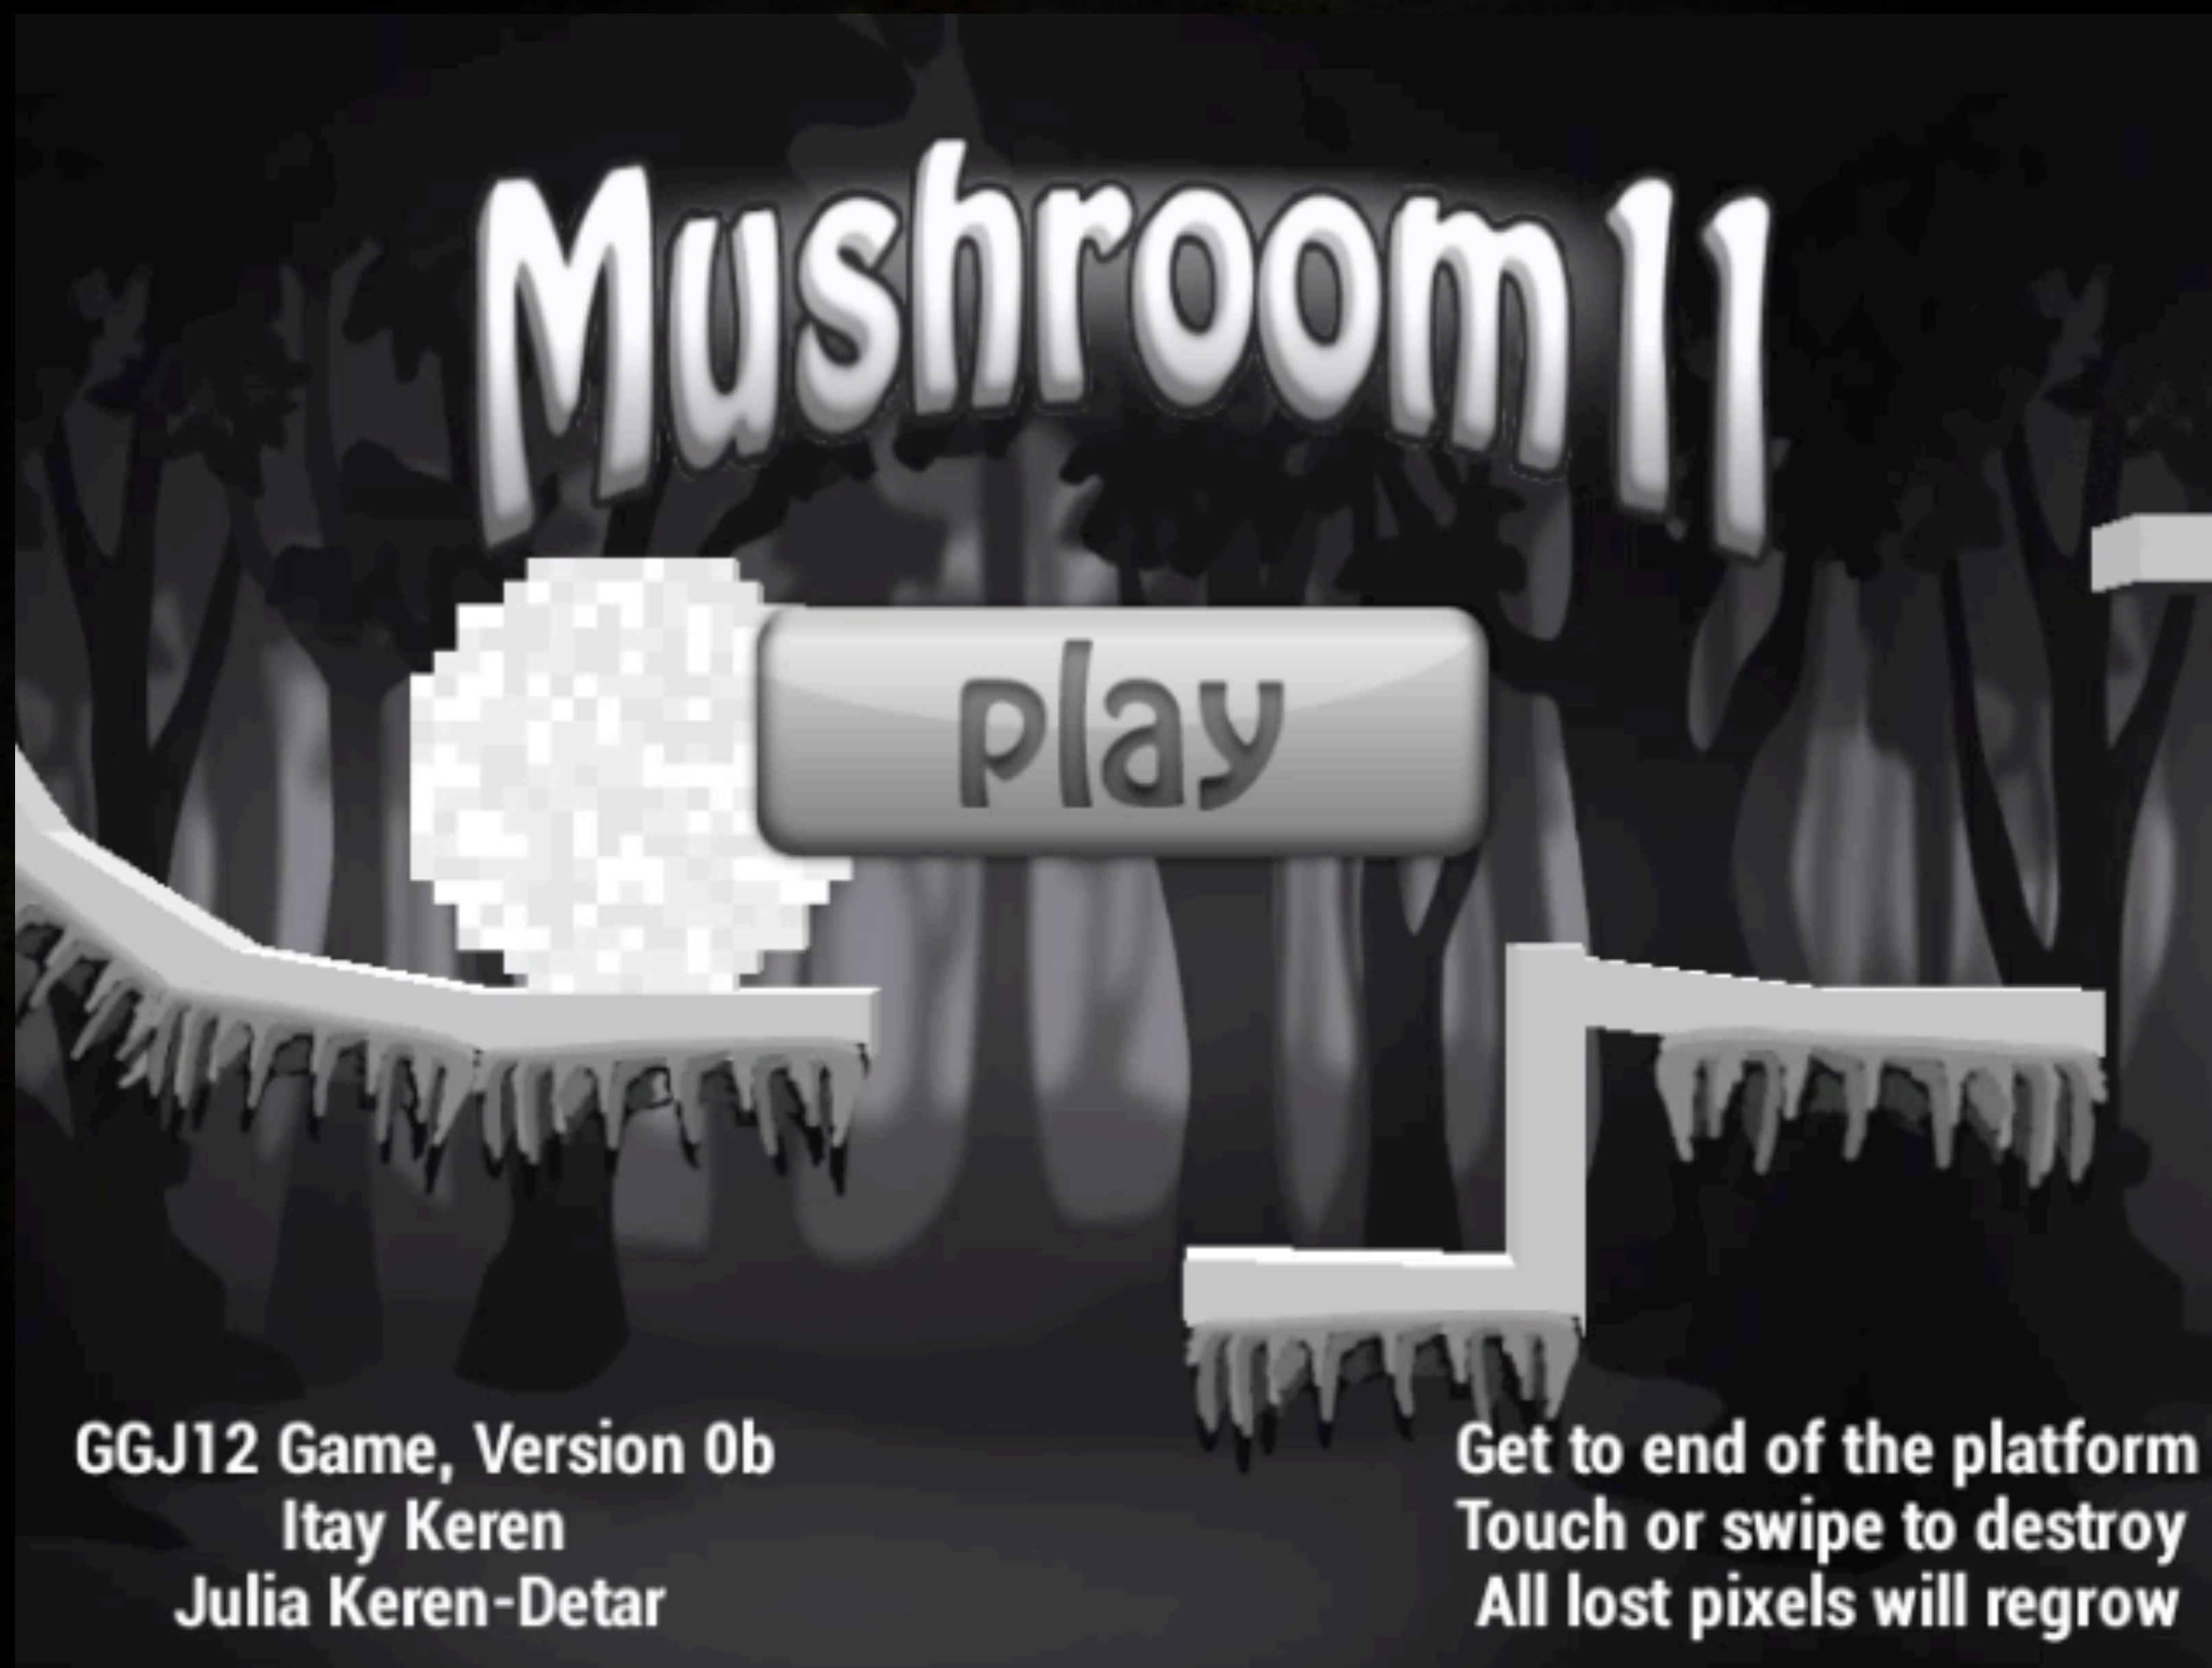 Mushroom 11
play
GGJ12 Game, Version 0b
Itay Keren
Julia Keren-Detar
Get to end of the platform
Touch or swipe to destroy
All lost pixels will regrow